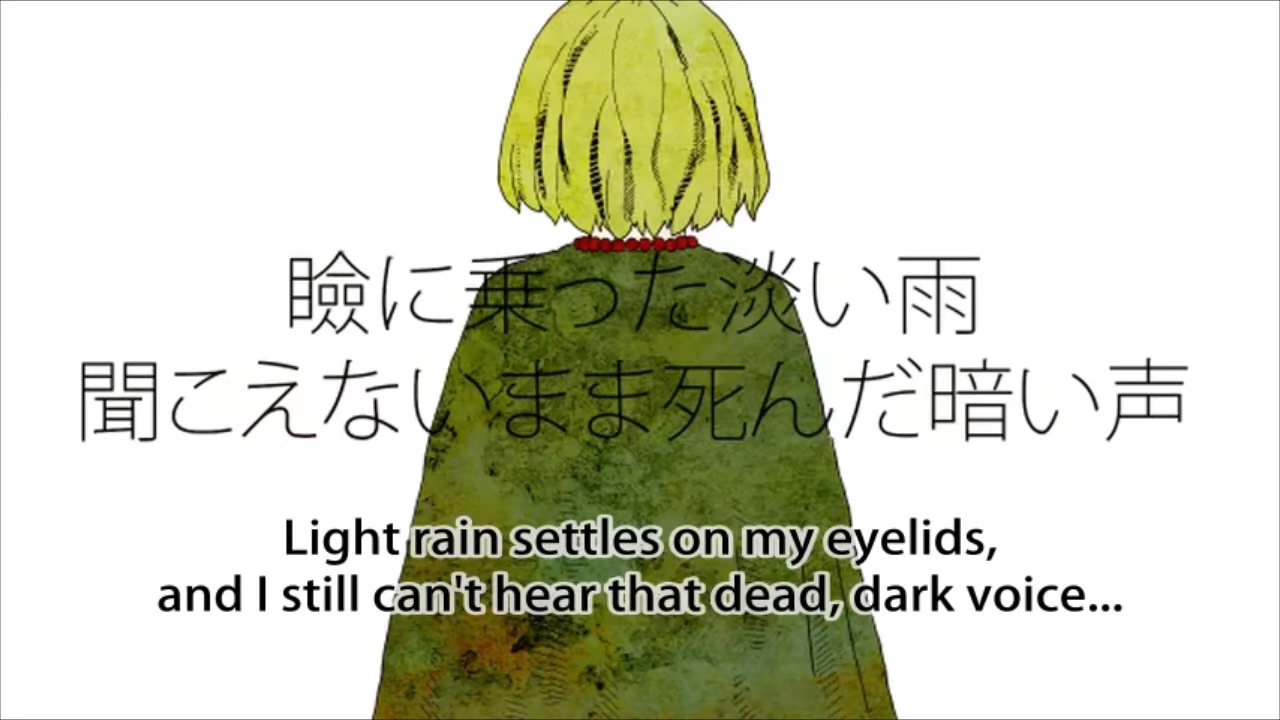 瞼に乗った淡い雨
聞こえないまま死んだ暗い声
Light rain settles on my eyelids,
and I still can't hear that dead, dark voice...